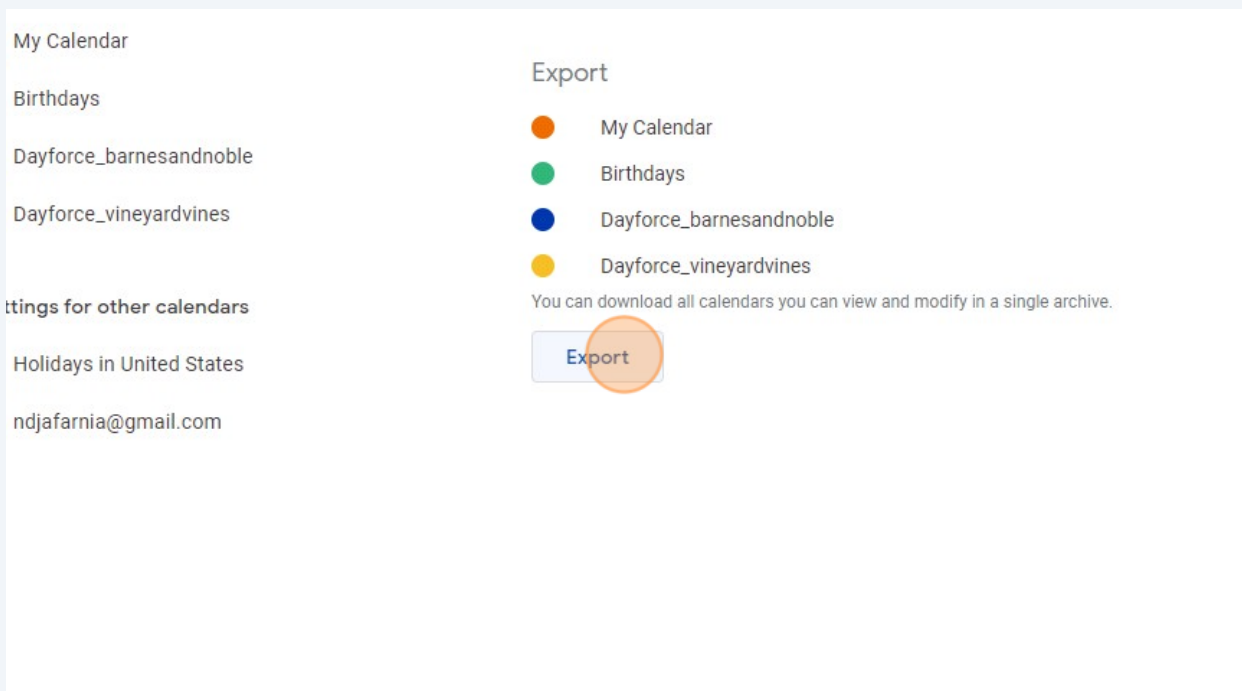 My Calendar
Birthdays
Dayforce_barnesandnoble
Dayforce_vineyardvines
ttings for other calendars
Holidays in United States
ndjafarnia@gmail.com
Export
My Calendar
Birthdays
Dayforce_barnesandnoble
Dayforce_vineyardvines
You can download all calendars you can view and modify in a single archive.
Export